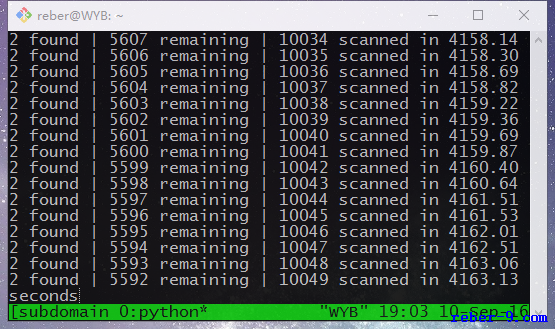 reber@WYB: ~
2 found | 5607 remaining | 10034 scanned in 4158.14
2 found | 5606 remaining | 10035 scanned in 4158.30
2 found | 5605 remaining | 10036 scanned in 4158.69
2 found | 5604 remaining | 10037 scanned in 4158.82
2 found | 5603 remaining | 10038 scanned in 4159.22
2 found | 5602 remaining | 10039 scanned in 4159.36
2 found | 5601 remaining | 10040 scanned in 4159.69
2 found | 5600 remaining | 10041 scanned in 4159.87
2 found | 5599 remaining | 10042 scanned in 4160.40
2 found | 5598 remaining | 10043 scanned in 4160.64
2 found | 5597 remaining | 10044 scanned in 4161.51
2 found | 5596 remaining | 10045 scanned in 4161.53
2 found | 5595 remaining | 10046 scanned in 4162.01
2 found | 5594 remaining | 10047 scanned in 4162.51
2 found | 5593 remaining | 10048 scanned in 4163.06
2 found | 5592 remaining | 10049 scanned in 4163.13
seconds
[subdomain 0:python* "WYB" 19:03 10-Sep-16
reber-9.com